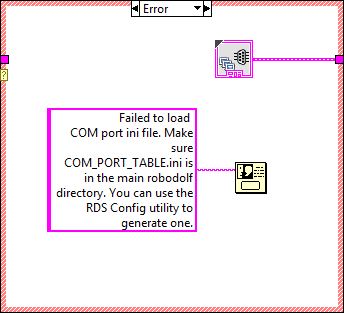 Error
Failed to load
COM port ini file. Make
sure
COM_PORT_TABLE.ini is
in the main robodolf
directory. You can use the
RDS Config utility to
generate one.
?